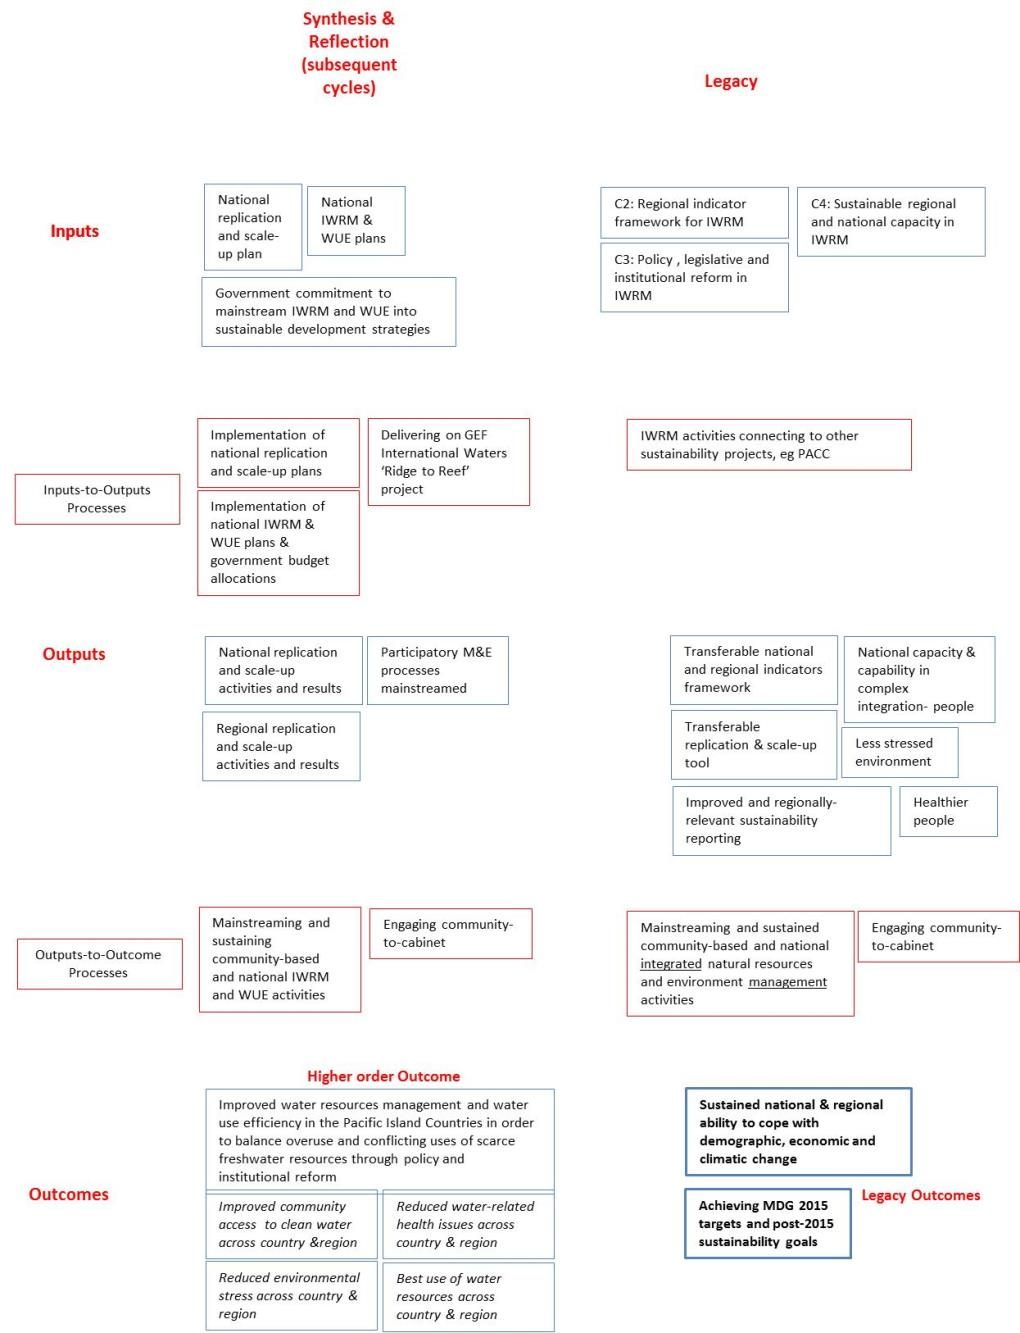 Synthesis &
Reflection
(subsequent
cycles)
Legacy
Inputs
National
replication
and scale-
up plan
National
IWRM &
WUE plans
Government commitment to
mainstream IWRM and WUE into
sustainable development strategies
C2: Regional indicator
framework for IWRM
C4: Sustainable regional
and national capacity in
IWRM
C3: Policy , legislative and
institutional reform in
IWRM
Inputs-to-Outputs
Processes
Implementation of
national replication
and scale-up plans
Delivering on GEF
International Waters
‘Ridge to Reef’
project
Implementation of
national IWRM &
WUE plans &
government budget
allocations
IWRM activities connecting to other
sustainability projects, eg PACC
Outputs
National replication
and scale-up
activities and results
Participatory M&E
processes
mainstreamed
Regional replication
and scale-up
activities and results
Transferable national
and regional indicators
framework
National capacity &
capability in
complex
integration- people
Transferable
replication & scale-up
tool
Less stressed
environment
Improved and regionally-
relevant sustainability
reporting
Healthier
people
Outputs-to-Outcome
Processes
Mainstreaming and
sustaining
community-based
and national IWRM
and WUE activities
Engaging community-
to-cabinet
Mainstreaming and sustained
community-based and national
integrated natural resources
and environment management
activities
Engaging community-
to-cabinet
Outcomes
Higher order Outcome
Improved water resources management and water
use efficiency in the Pacific Island Countries in order
to balance overuse and conflicting uses of scarce
freshwater resources through policy and
institutional reform
Improved community
access to clean water
across country &region
Reduced water-related
health issues across
country & region
Reduced environmental
stress across country &
region
Best use of water
resources across
country & region
Sustained national & regional
ability to cope with
demographic, economic and
climatic change
Achieving MDG 2015
targets and post-2015
sustainability goals
Legacy Outcomes